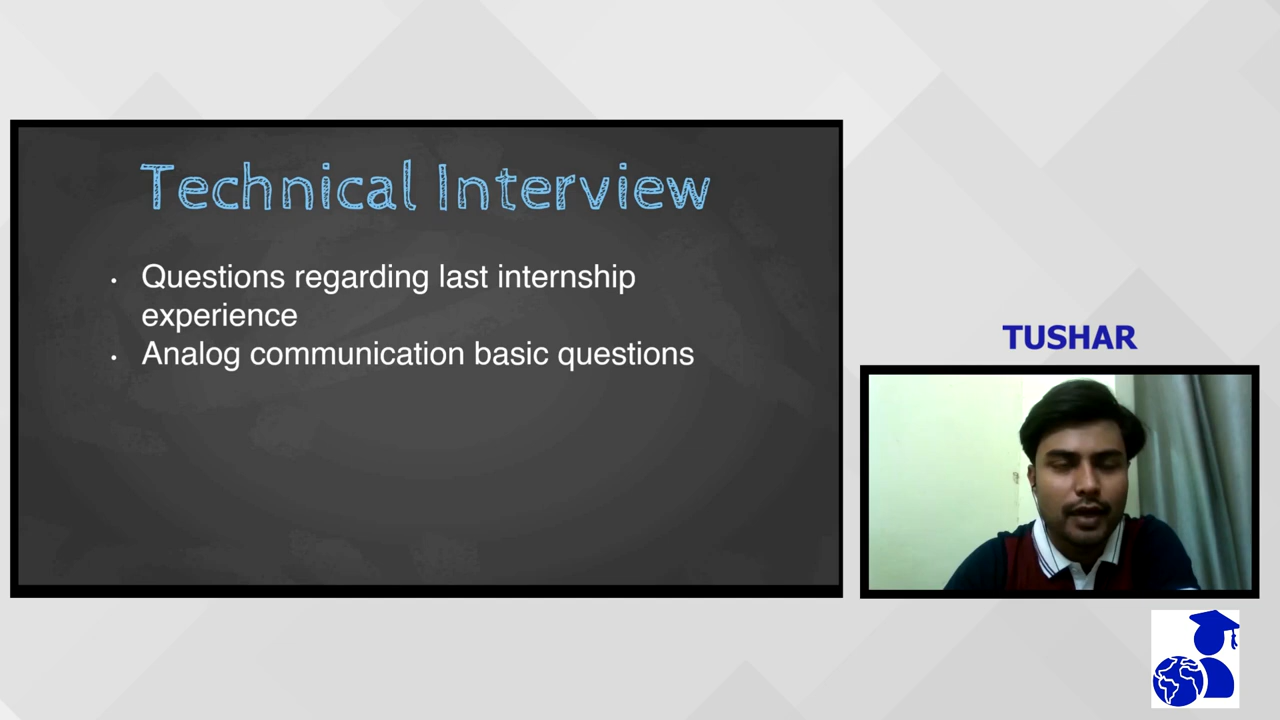 Technical Interview
• Questions regarding last internship
experience
• Analog communication basic questions
TUSHAR